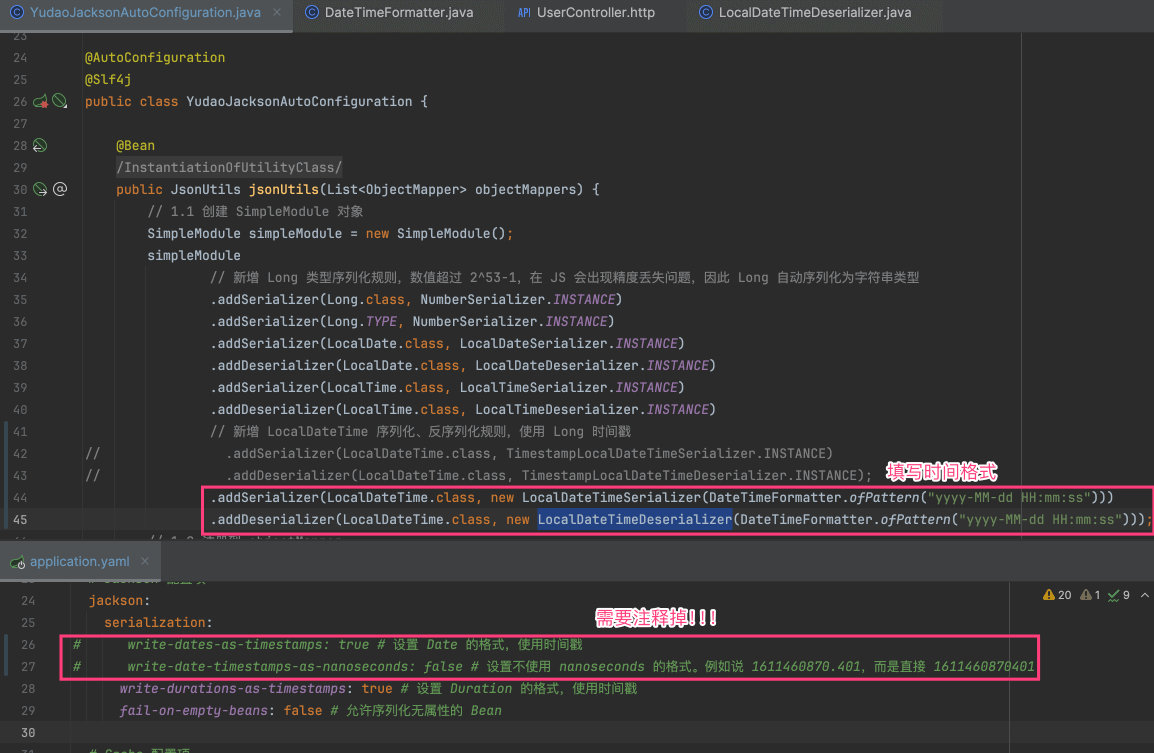 YudaoJacksonAutoConfiguration.java × DateTimeFormatter.java API UserController.http LocalDateTimeDeserializer.java
23
24 @AutoConfiguration
25 @Slf4j
26 public class YudaoJacksonAutoConfiguration {
27
28 @Bean
29 /InstantiationOfUtilityClass/
30 @ public JsonUtils jsonUtils(List<ObjectMapper> objectMappers) {
31 // 1.1 创建 SimpleModule 对象
32 SimpleModule simpleModule = new SimpleModule();
33 simpleModule
34 // 新增 Long 类型序列化规则，数值超过 2^53-1，在 JS 会出现精度丢失问题，因此 Long 自动序列化为字符串类型
35 .addSerializer(Long.class, NumberSerializer.INSTANCE)
36 .addSerializer(Long.TYPE, NumberSerializer.INSTANCE)
37 .addSerializer(LocalDate.class, LocalDateSerializer.INSTANCE)
38 .addDeserializer(LocalDate.class, LocalDateDeserializer.INSTANCE)
39 .addSerializer(LocalTime.class, LocalTimeSerializer.INSTANCE)
40 .addDeserializer(LocalTime.class, LocalTimeDeserializer.INSTANCE)
41 // 新增 LocalDateTime 序列化、反序列化规则，使用 Long 时间戳
42 // .addSerializer(LocalDateTime.class, TimestampLocalDateTimeSerializer.INSTANCE)
43 // .addDeserializer(LocalDateTime.class, TimestampLocalDateTimeDeserializer.INSTANCE);
填写时间格式
44 .addSerializer(LocalDateTime.class, new LocalDateTimeSerializer(DateTimeFormatter.ofPattern("yyyy-MM-dd HH:mm:ss")))
45 .addDeserializer(LocalDateTime.class, new LocalDateTimeDeserializer(DateTimeFormatter.ofPattern("yyyy-MM-dd HH:mm:ss")));
application.yaml ×
24 jackson:
20 1 9
25 serialization:
需要注释掉!!!
26 # write-dates-as-timestamps: true # 设置 Date 的格式，使用时间戳
27 # write-date-timestamps-as-nanoseconds: false # 设置不使用 nanoseconds 的格式。例如说 1611460870.401，而是直接 1611460870401
28 write-durations-as-timestamps: true # 设置 Duration 的格式，使用时间戳
29 fail-on-empty-beans: false # 允许序列化无属性的 Bean
30
31 # Cache 配置项